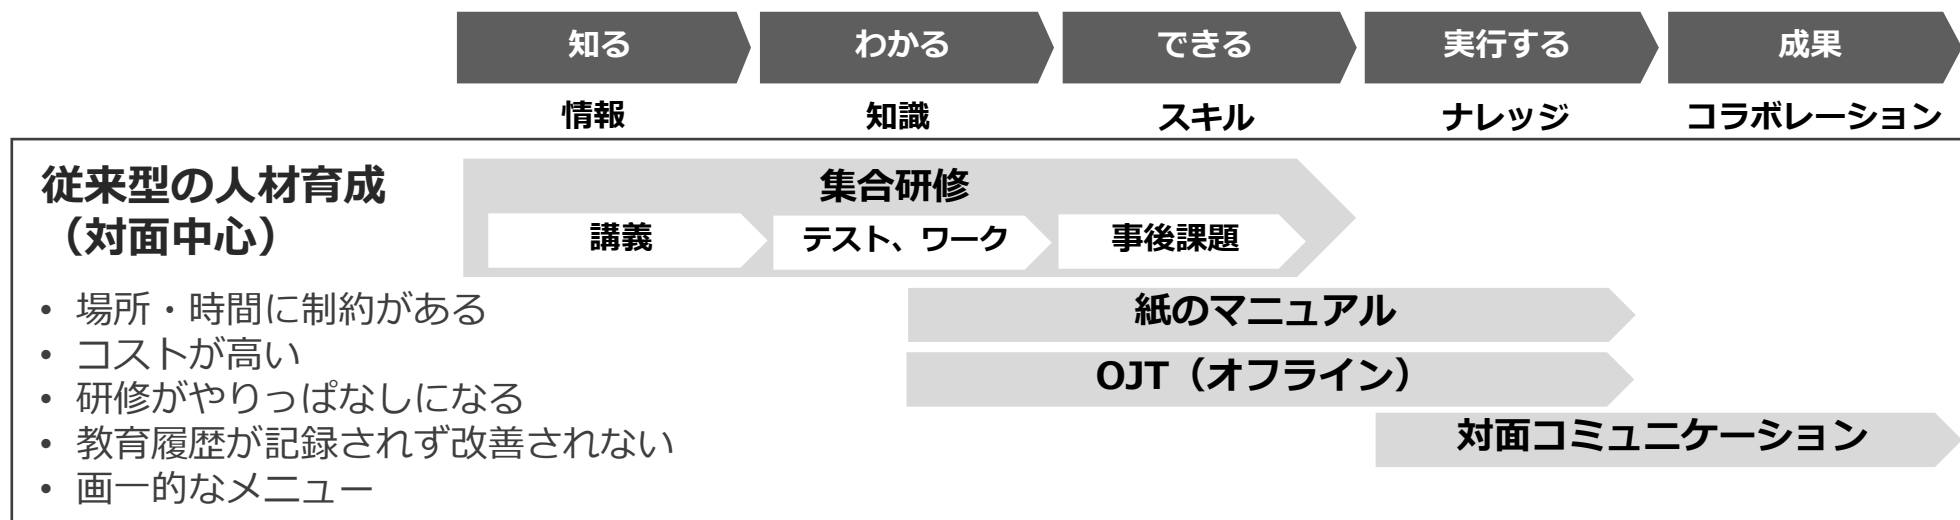 知る わかる できる 実行する 成果
情報 知識 スキル ナレッジ コラボレーション
従来型の人材育成
（対面中心）
集合研修
講義 テスト、ワーク 事後課題
紙のマニュアル
OJT（オフライン）
対面コミュニケーション
• 場所・時間に制約がある
• コストが高い
• 研修がやりっぱなしになる
• 教育履歴が記録されず改善されない
• 画一的なメニュー